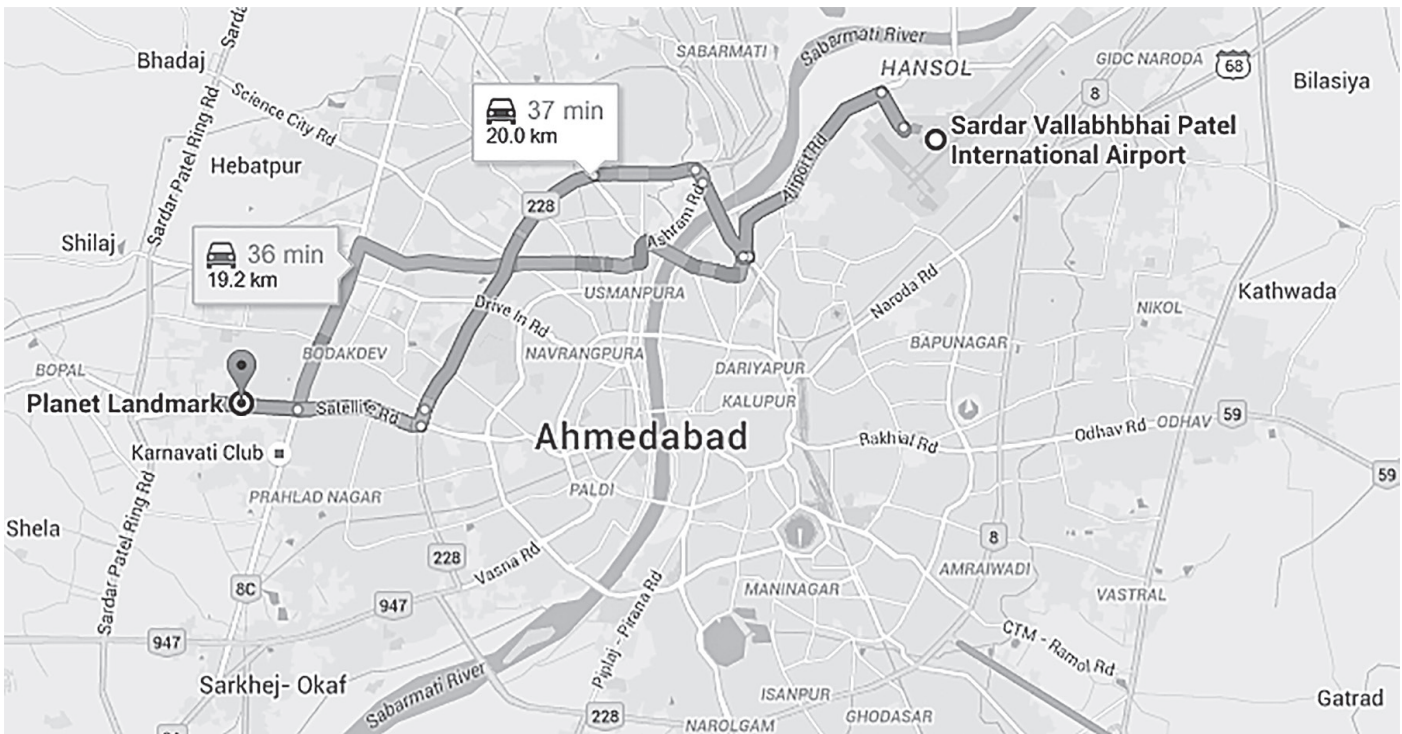 Sabarmati River
SABARMATI
Bhadaj
HANSOL
GIDC NARODA
68
Bilasiya
8
Science City Rd
Sardar Patel Ring Rd
37 min
20.0 km
Sardar Vallabhbhai Patel
International Airport
Airport Rd
Hebatpur
228
Ashram Rd
Shilaj
36 min
19.2 km
USMANPURA
Drive In Rd
Naroda Rd
Kathwada
NIKOL
BODAKDEV
NAVRANGPURA
BAPUNAGAR
BOPAL
DARIYAPUR
KALUPUR
Planet Landmark
Satellite Rd
Ahmedabad
Rakhial Rd
Odhav Rd
ODHAV
59
Karnavati Club
59
PRAHLAD NAGAR
PALDI
Shela
Sardar Patel Ring Rd
228
Vasna Rd
8
AMRAIWADI
8C
947
MANINAGAR
VASTRAL
Piplaj - Pirana Rd
947
CTM - Ramol Rd
Sarkhej- Okaf
Sabarmati River
ISANPUR
Gatrad
228
NAROLGAM
GHODASAR